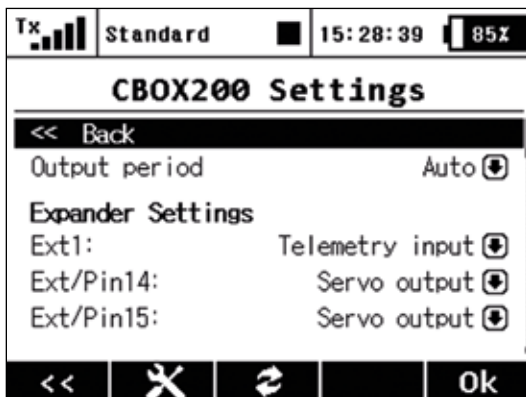 Tx Standard 15:28:39 85%
CBOX200 Settings
<< Back
Output period Auto
Expander Settings
Ext1: Telemetry input
Ext/Pin14: Servo output
Ext/Pin15: Servo output
<< Ok